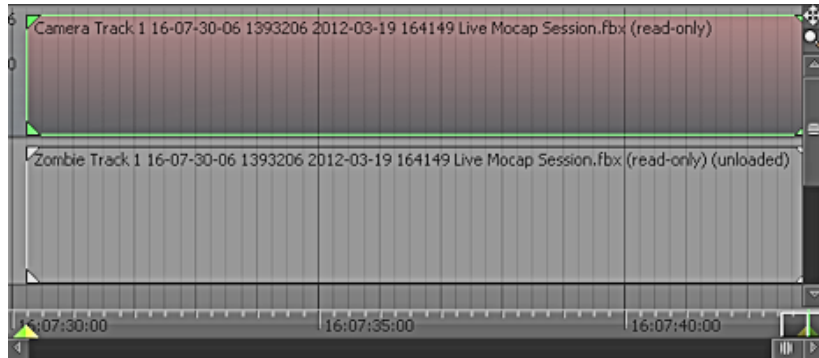 6
Camera Track 1 16-07-30-06 1393206 2012-03-19 164149 Live Mocap Session.fbx (read-only)
0
Zombie Track 1 16-07-30-06 1393206 2012-03-19 164149 Live Mocap Session.fbx (read-only) (unloaded)
16:07:30:00 16:07:35:00 16:07:40:00